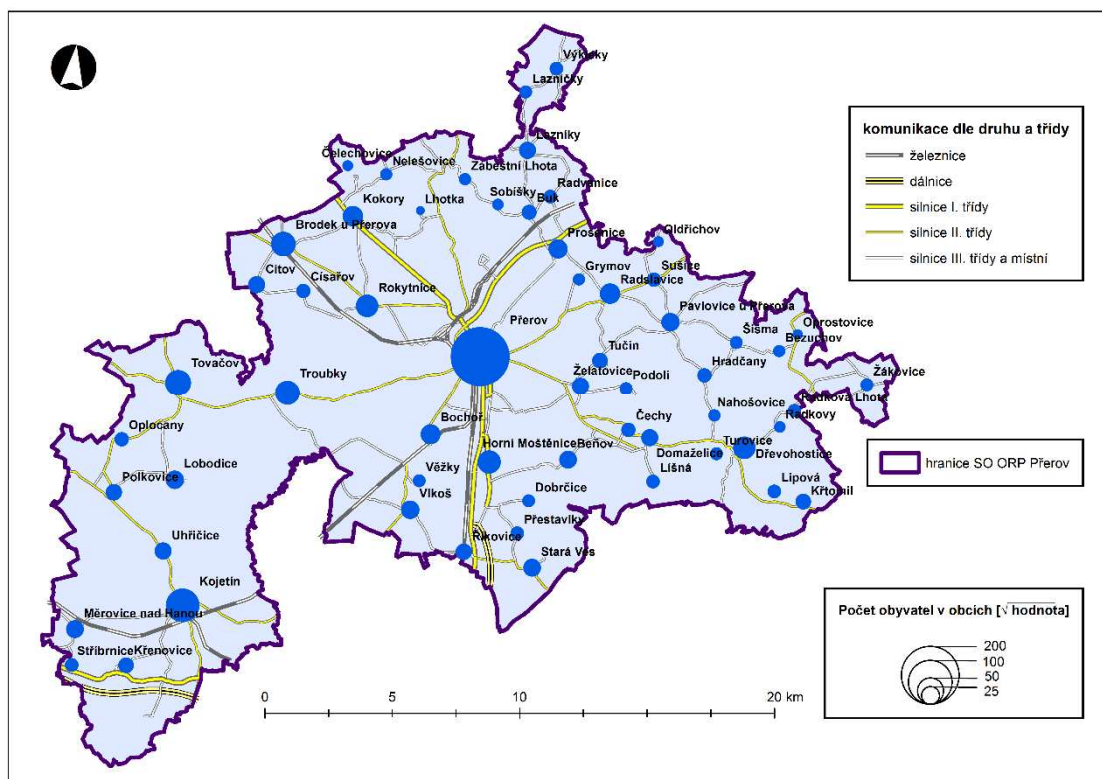 Výkleky
Lazníčky
Lazníky
Čelechovice
Nelešovice
Zábeštní Lhota
Radvanice
Sobíšky
Buk
Kokory
Lhotka
Brodek u Přerova
Prosenice
Oldřichov
Citov
Císařov
Grymov
Sušice
Rokytnice
Radslavice
Pavlovice u Přerova
Přerov
Šišma
Oprostovice
Bezuchov
Tučín
Hradčany
Tovačov
Troubky
Želatovice
Podolí
Žákovice
Radkova Lhota
Nahošovice
Radkovy
Bochoř
Čechy
Oplocany
Horní Moštěnice
Beňov
Domaželice
Turovice
Dřevohostice
Polkovice
Lobodice
Věžky
Líšná
Vlkoš
Dobrčice
Lipová
Křtomil
Přestavlky
Uhřičice
Říkovice
Stará Ves
Kojetín
Měrovice nad Hanou
Stříbrnice
Křenovice
0 5 10 20 km
komunikace dle druhu a třídy
železnice
dálnice
silnice I. třídy
silnice II. třídy
silnice III. třídy a místní
hranice SO ORP Přerov
Počet obyvatel v obcích [√hodnota]
200
100
50
25